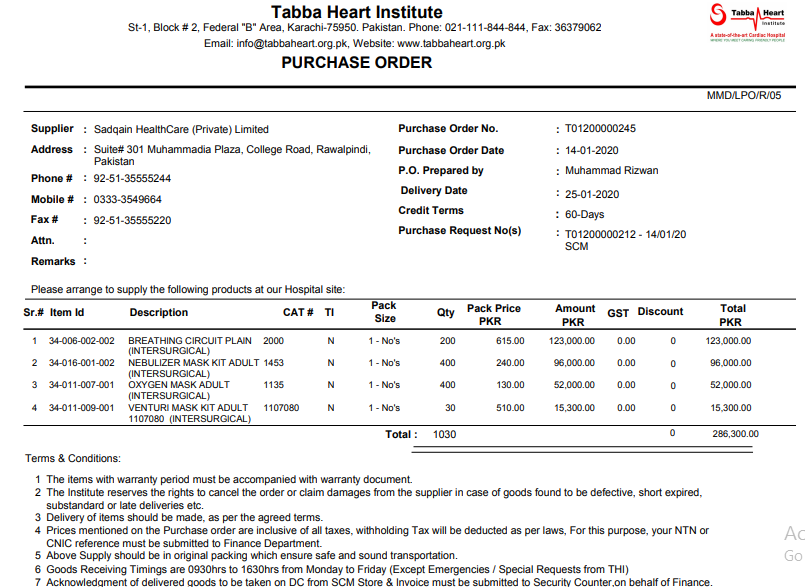 Tabba Heart Institute
St-1, Block # 2, Federal "B" Area, Karachi-75950. Pakistan. Phone: 021-111-844-844, Fax: 36379062
Email: info@tabbaheart.org.pk, Website: www.tabbaheart.org.pk
PURCHASE ORDER
Tabba Heart
Institute
A state-of-the-art Cardiac Hospital
MMD/LPO/R/05
Supplier : Sadqain HealthCare (Private) Limited
Address : Suite# 301 Muhammadia Plaza, College Road, Rawalpindi,
Pakistan
Phone # : 92-51-35555244
Mobile # : 0333-3549664
Fax # : 92-51-35555220
Attn. :
Remarks :
Purchase Order No. : T01200000245
Purchase Order Date : 14-01-2020
P.O. Prepared by : Muhammad Rizwan
Delivery Date : 25-01-2020
Credit Terms : 60-Days
Purchase Request No(s) : T01200000212 - 14/01/20
SCM
Please arrange to supply the following products at our Hospital site:
Sr.# Item Id Description CAT # TI Pack Size Qty Pack Price PKR Amount PKR GST Discount Total PKR
1 34-006-002-002 BREATHING CIRCUIT PLAIN 2000 N 1 - No's 200 615.00 123,000.00 0.00 0 123,000.00
(INTERSURGICAL)
2 34-016-001-002 NEBULIZER MASK KIT ADULT 1453 N 1 - No's 400 240.00 96,000.00 0.00 0 96,000.00
(INTERSURGICAL)
3 34-011-007-001 OXYGEN MASK ADULT 1135 N 1 - No's 400 130.00 52,000.00 0.00 0 52,000.00
(INTERSURGICAL)
4 34-011-009-001 VENTURI MASK KIT ADULT 1107080 N 1 - No's 30 510.00 15,300.00 0.00 0 15,300.00
1107080 (INTERSURGICAL)
Total : 1030 0 286,300.00
Terms & Conditions:
1 The items with warranty period must be accompanied with warranty document.
2 The Institute reserves the rights to cancel the order or claim damages from the supplier in case of goods found to be defective, short expired,
substandard or late deliveries etc.
3 Delivery of items should be made, as per the agreed terms.
4 Prices mentioned on the Purchase order are inclusive of all taxes, withholding Tax will be deducted as per laws, For this purpose, your NTN or
CNIC reference must be submitted to Finance Department.
5 Above Supply should be in original packing which ensure safe and sound transportation.
6 Goods Receiving Timings are 0930hrs to 1630hrs from Monday to Friday (Except Emergencies / Special Requests from THI)
7 Acknowledgment of delivered goods to be taken on DC from SCM Store & Invoice must be submitted to Security Counter,on behalf of Finance.